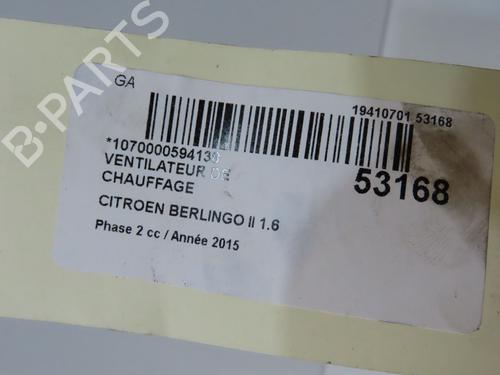 GA
19410701 53168
*1070000594130
VENTILATEUR DE
CHAUFFAGE
53168
CITROEN BERLINGO II 1.6
Phase 2 cc / Année 2015
B-PARTS